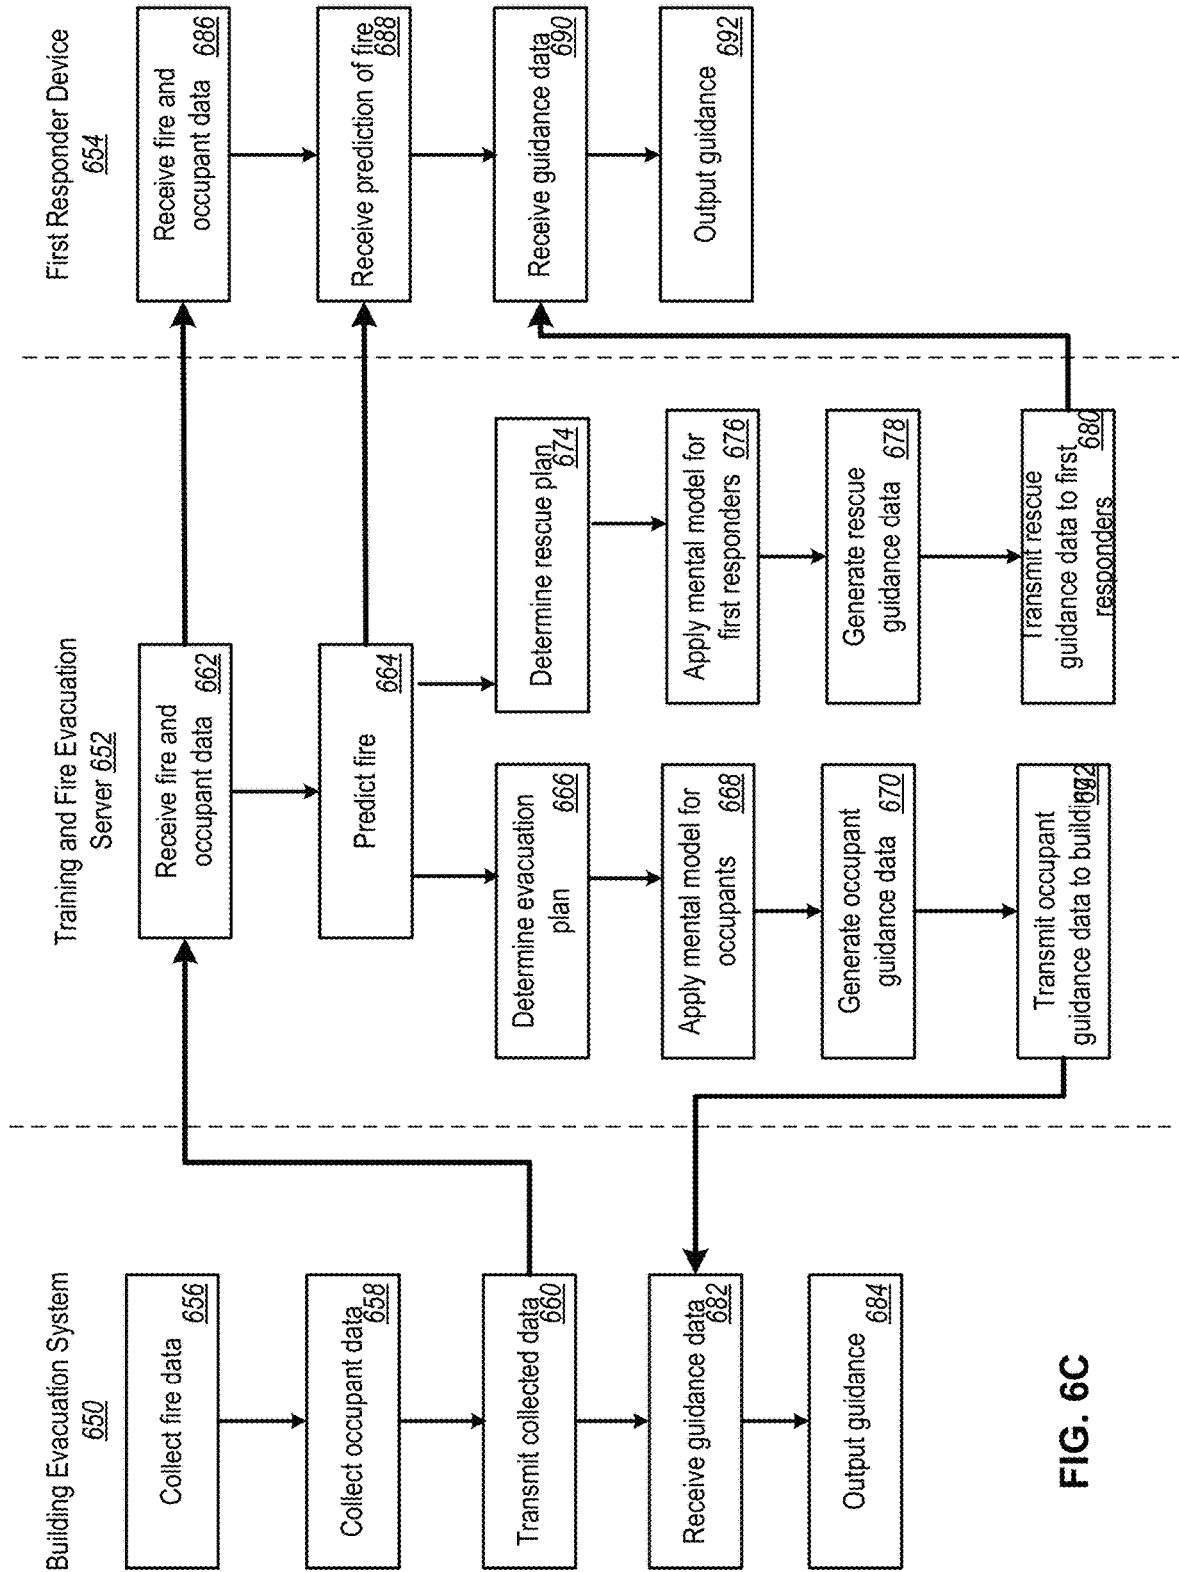 Building Evacuation System
650
Collect fire data
656
Collect occupant data
658
Transmit collected data
660
Receive guidance data
682
Output guidance
684
Training and Fire Evacuation
Server 652
Receive fire and
occupant data 662
Predict fire
664
Determine evacuation
plan
666
Apply mental model for
occupants
668
Generate occupant
guidance data
670
Transmit occupant
guidance data to building
672
Determine rescue plan
674
Apply mental model for
first responders 676
Generate rescue
guidance data
678
Transmit rescue
guidance data to first
responders
680
First Responder Device
654
Receive fire and
occupant data
686
Receive prediction of fire
688
Receive guidance data
690
Output guidance
692
FIG. 6C